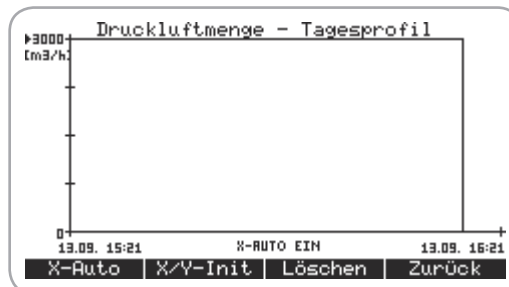 Druckluftmenge - Tagesprofil
3000
[m3/h]
0
13.09. 15:21 X-AUTO EIN 13.09. 16:21
X-Auto X/Y-Init Löschen Zurück